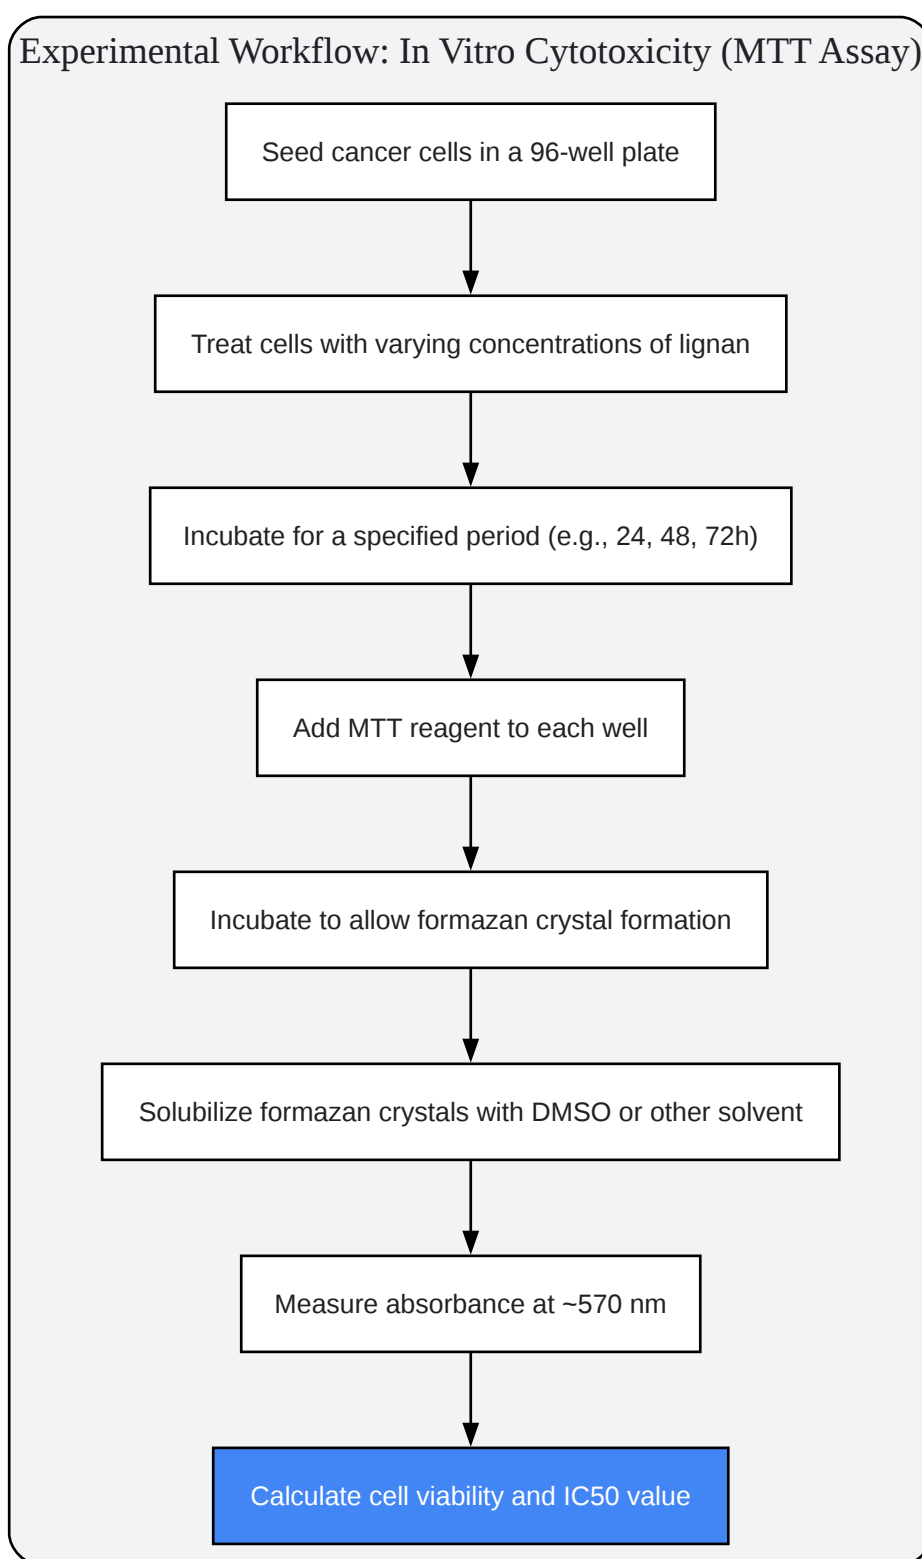 Experimental Workflow: In Vitro Cytotoxicity (MTT Assay)
Seed cancer cells in a 96-well plate
Treat cells with varying concentrations of lignan
Incubate for a specified period (e.g., 24, 48, 72h)
Add MTT reagent to each well
Incubate to allow formazan crystal formation
Solubilize formazan crystals with DMSO or other solvent
Measure absorbance at ~570 nm
Calculate cell viability and IC50 value